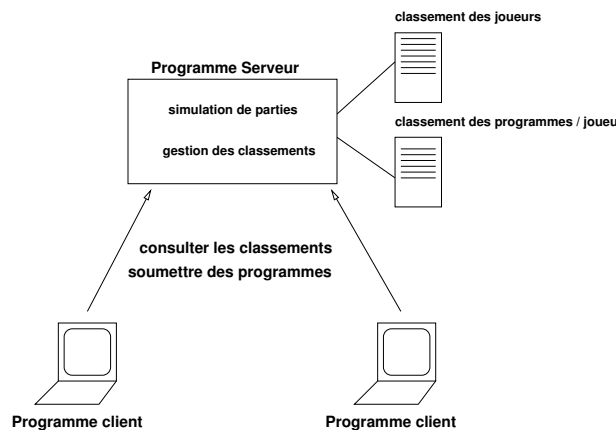 classement des joueurs
Programme Serveur
simulation de parties
classement des programmes / joueu
gestion des classements
consulter les classements
soumettre des programmes
Programme client
Programme client